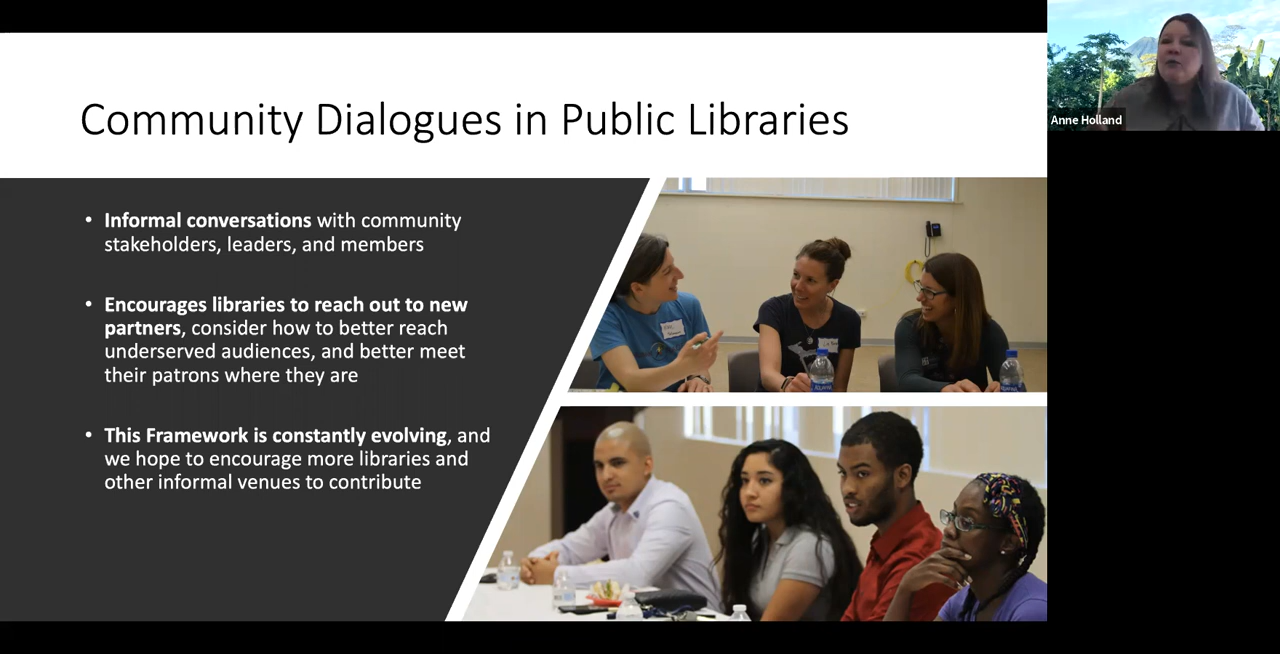 Community Dialogues in Public Libraries
Anne Holland
• Informal conversations with community
stakeholders, leaders, and members
• Encourages libraries to reach out to new
partners, consider how to better reach
underserved audiences, and better meet
their patrons where they are
• This Framework is constantly evolving, and
we hope to encourage more libraries and
other informal venues to contribute